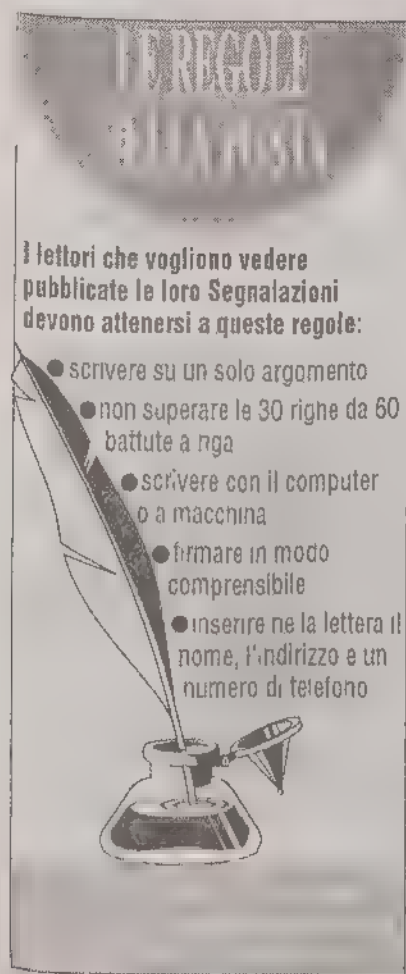 LE REGOLE
I lettori che vogliono vedere
pubblicate le loro Segnalazioni
devono attenersi a queste regole:
● scrivere su un solo argomento
● non superare le 30 righe da 60
battute a riga
● scrivere con il computer
o a macchina
● firmare in modo
comprensibile
● inserire ne la lettera il
nome, l'indirizzo e un
numero di telefono